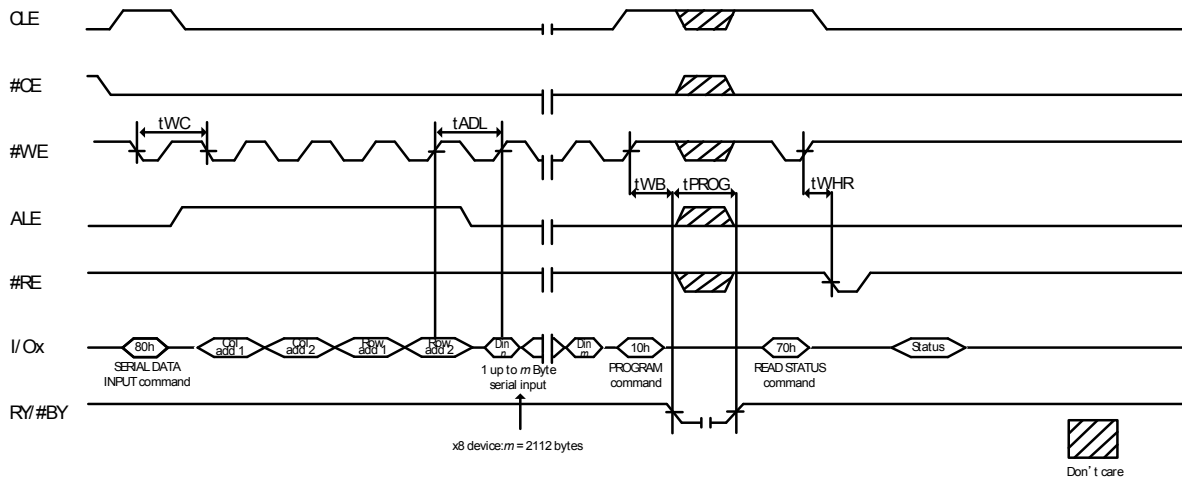 CLE
#CE
tWC
tADL
#WE
tWB
tPROG
tWHR
ALE
#RE
I/Ox
80h
Col
add 1
Col
add 2
Row
add 1
Row
add 2
Din
n
Din
m
10h
70h
Status
SERIAL DATA
INPUT command
1 up to m Byte
serial input
PROGRAM
command
READ STATUS
command
RY/#BY
x8 device:m = 2112 bytes
Don't care